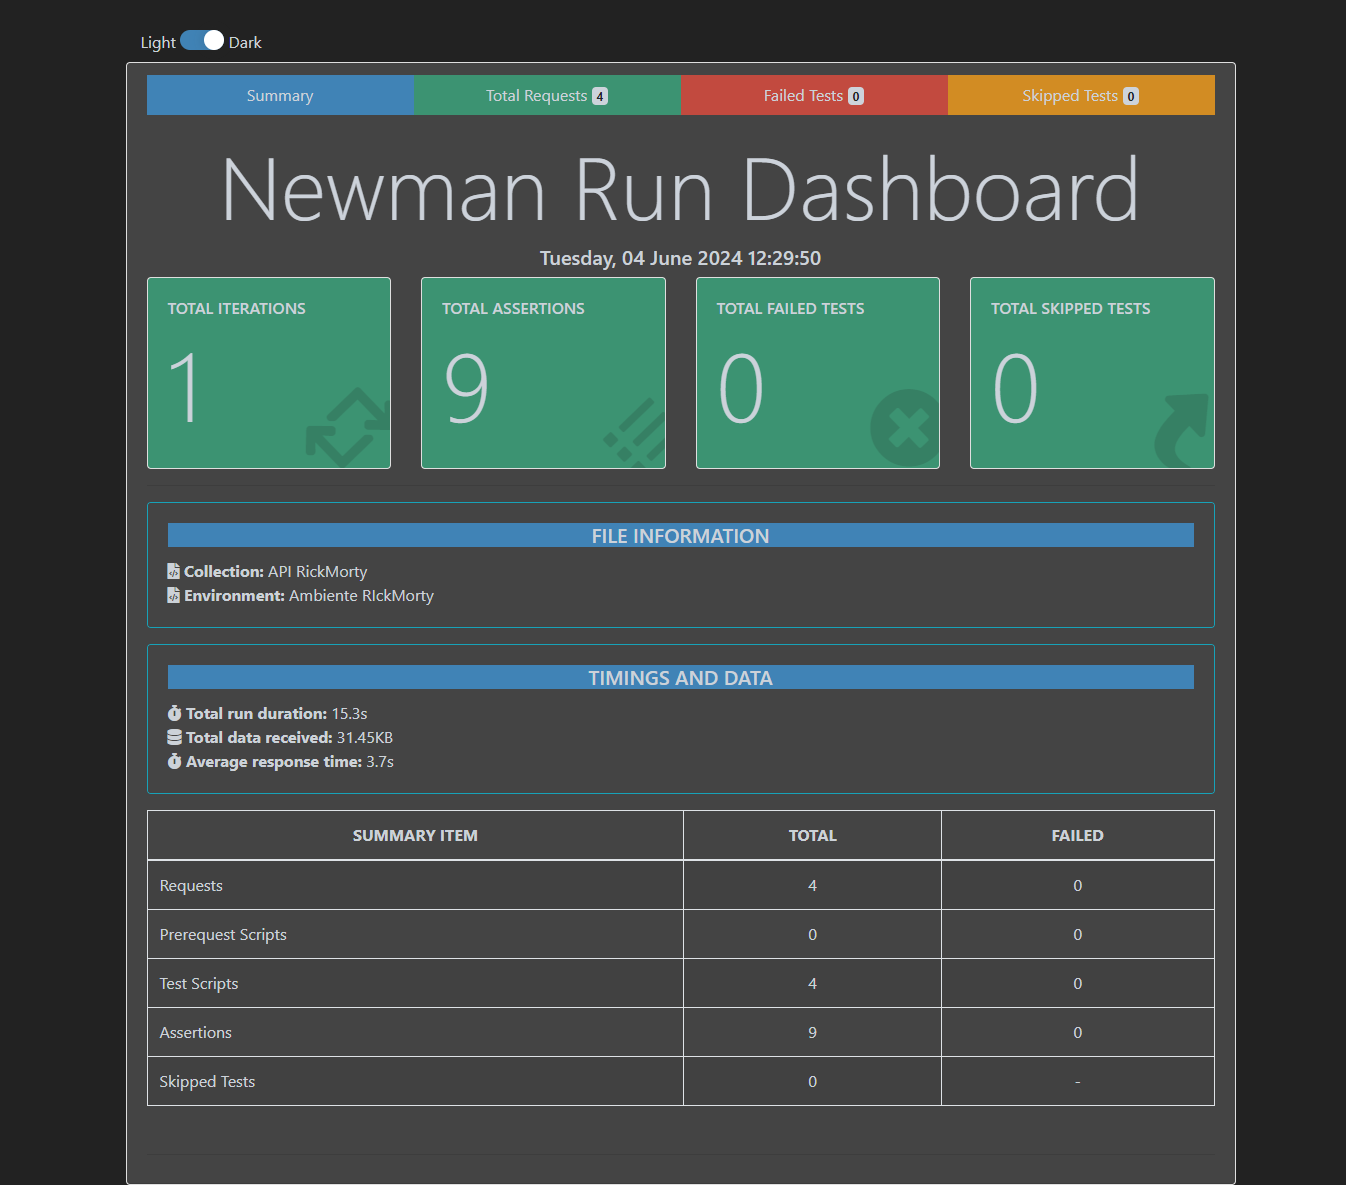 Light Dark
Summary Total Requests 4 Failed Tests 0 Skipped Tests 0
Newman Run Dashboard
Tuesday, 04 June 2024 12:29:50
TOTAL ITERATIONS TOTAL ASSERTIONS TOTAL FAILED TESTS TOTAL SKIPPED TESTS
1 9 0 0
FILE INFORMATION
Collection: API RickMorty
Environment: Ambiente RIckMorty
TIMINGS AND DATA
Total run duration: 15.3s
Total data received: 31.45KB
Average response time: 3.7s
SUMMARY ITEM TOTAL FAILED
Requests 4 0
Prerequest Scripts 0 0
Test Scripts 4 0
Assertions 9 0
Skipped Tests 0 -